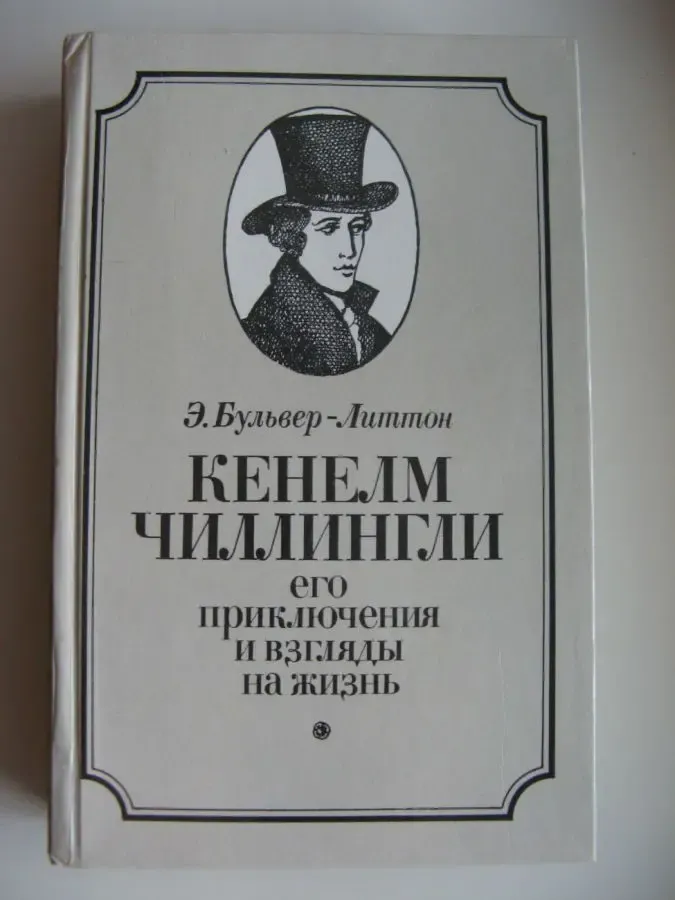 Э. Бульвер-Литтон
КЕНЕЛМ
ЧИЛЛИНГЛИ
его
приключения
и взгляды
на жизнь